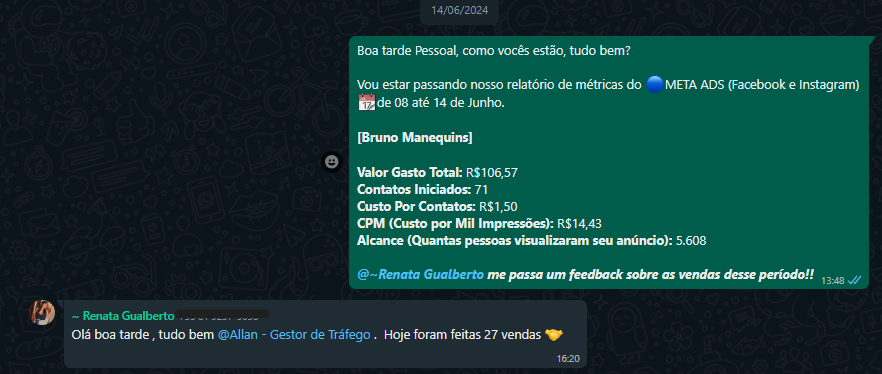 14/06/2024
Boa tarde Pessoal, como vocês estão, tudo bem?
Vou estar passando nosso relatório de métricas do 🔵META ADS (Facebook e Instagram)
📆de 08 até 14 de Junho.
[Bruno Manequins]
Valor Gasto Total: R$106,57
Contatos Iniciados: 71
Custo Por Contatos: R$1,50
CPM (Custo por Mil Impressões): R$14,43
Alcance (Quantas pessoas visualizaram seu anúncio): 5.608
@~Renata Gualberto me passa um feedback sobre as vendas desse período!!
13:48
~ Renata Gualberto
Olá boa tarde , tudo bem @Allan - Gestor de Tráfego . Hoje foram feitas 27 vendas 🤝
16:20